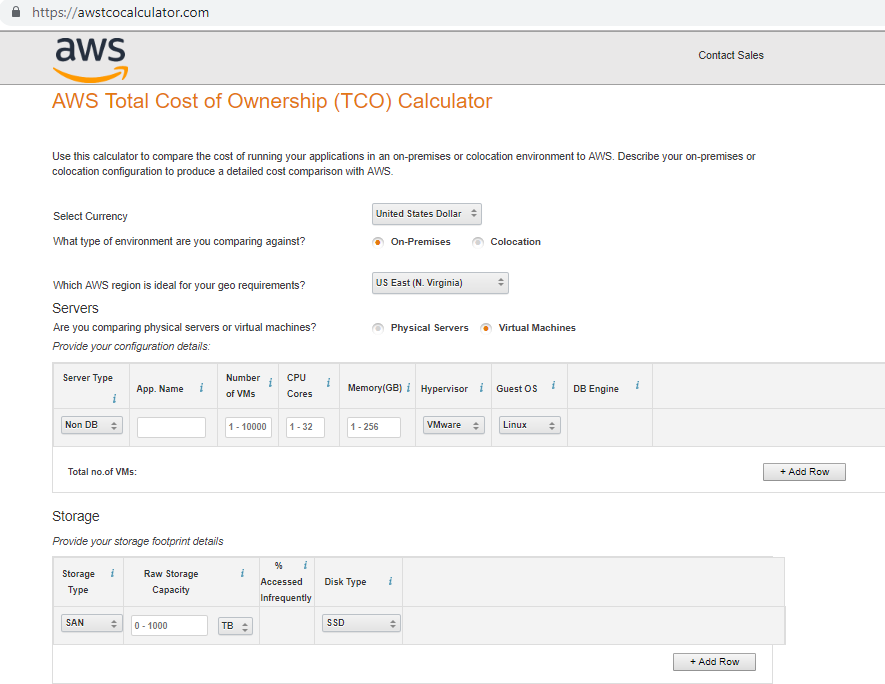 https://awstcocalculator.com
aws
Contact Sales
AWS Total Cost of Ownership (TCO) Calculator
Use this calculator to compare the cost of running your applications in an on-premises or colocation environment to AWS. Describe your on-premises or
colocation configuration to produce a detailed cost comparison with AWS.
Select Currency United States Dollar
What type of environment are you comparing against? On-Premises Colocation
Which AWS region is ideal for your geo requirements? US East (N. Virginia)
Servers
Are you comparing physical servers or virtual machines? Physical Servers Virtual Machines
Provide your configuration details:
Server Type i App. Name i Number of VMs i CPU Cores i Memory(GB) i Hypervisor i Guest OS i DB Engine i
Non DB 1 - 10000 1 - 32 1 - 256 VMware Linux
Total no.of VMs: + Add Row
Storage
Provide your storage footprint details
Storage Type i Raw Storage Capacity i % Accessed Infrequently i Disk Type i
SAN 0 - 1000 TB SSD
+ Add Row